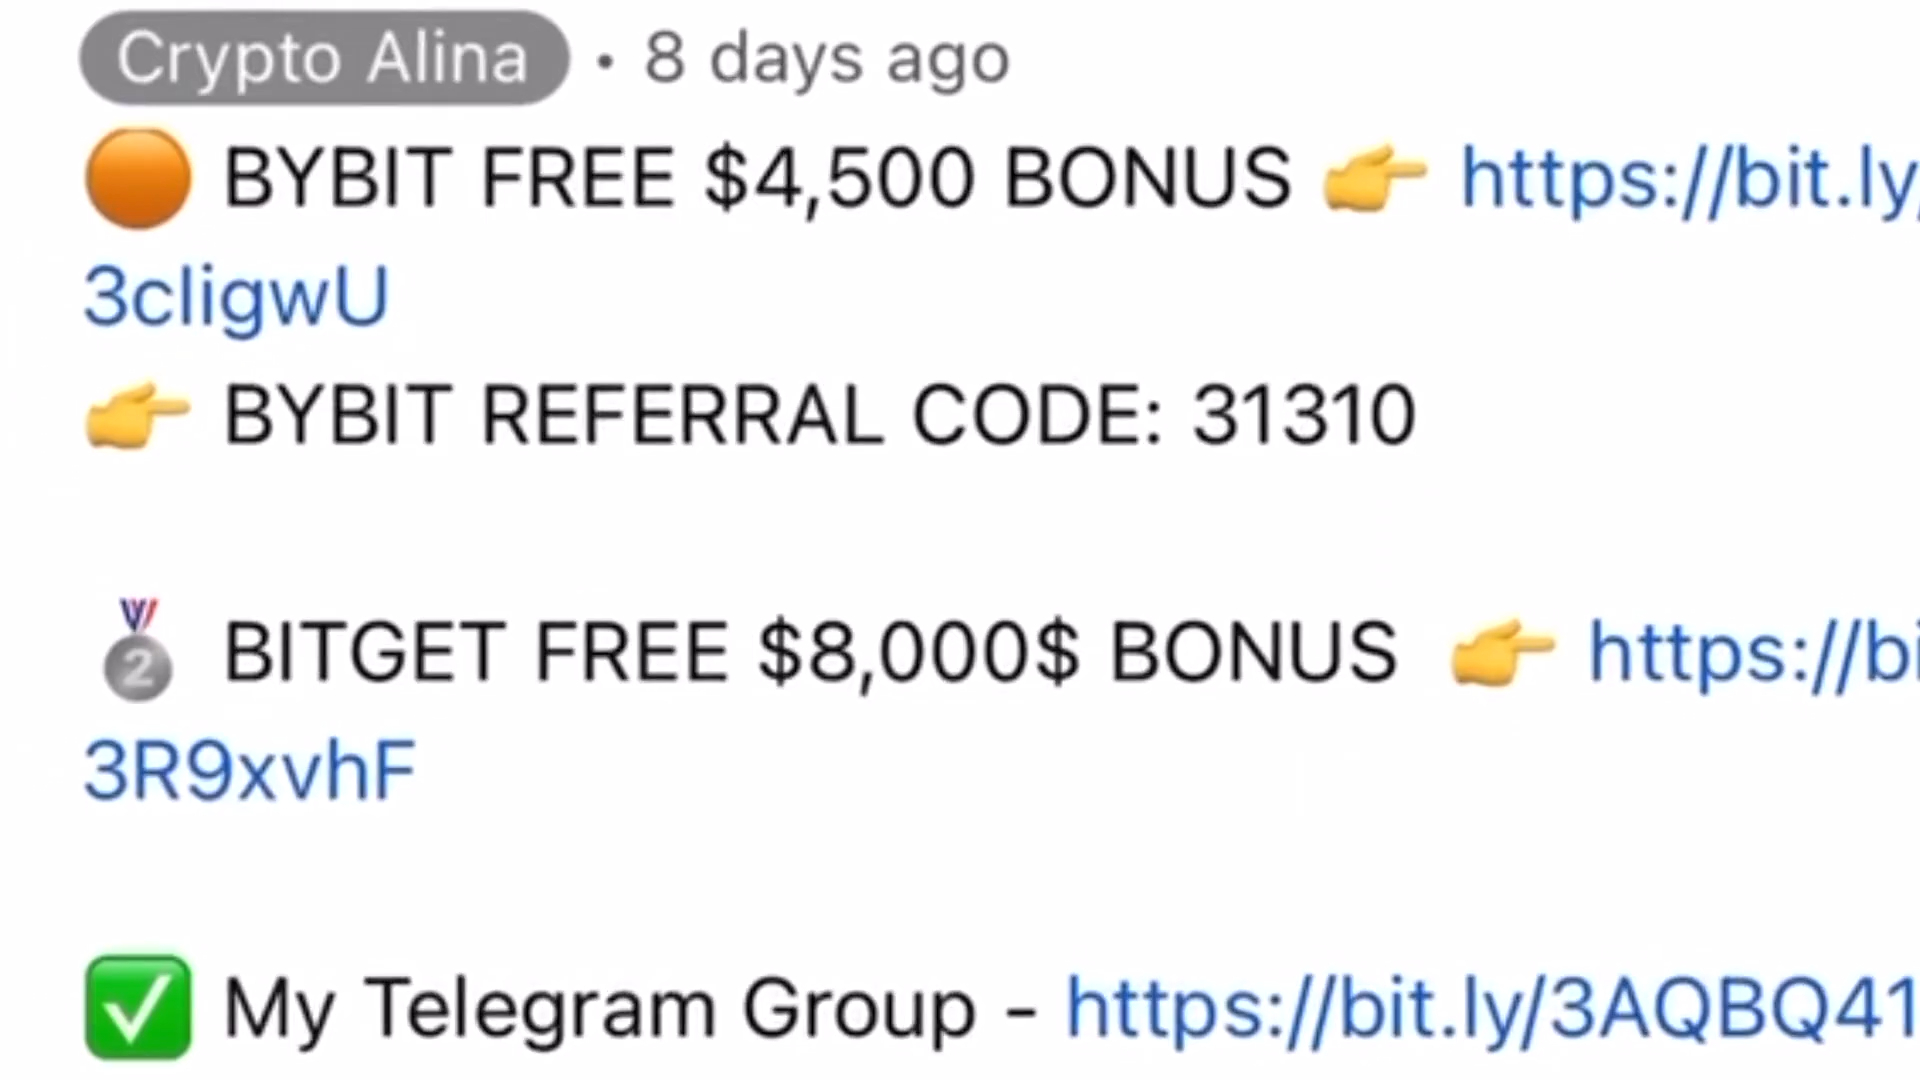 Crypto Alina • 8 days ago
🟠 BYBIT FREE $4,500 BONUS 👉 https://bit.ly/
3cIigwU
👉 BYBIT REFERRAL CODE: 31310
🥈 BITGET FREE $8,000$ BONUS 👉 https://bi
3R9xvhF
✅ My Telegram Group - https://bit.ly/3AQBQ41